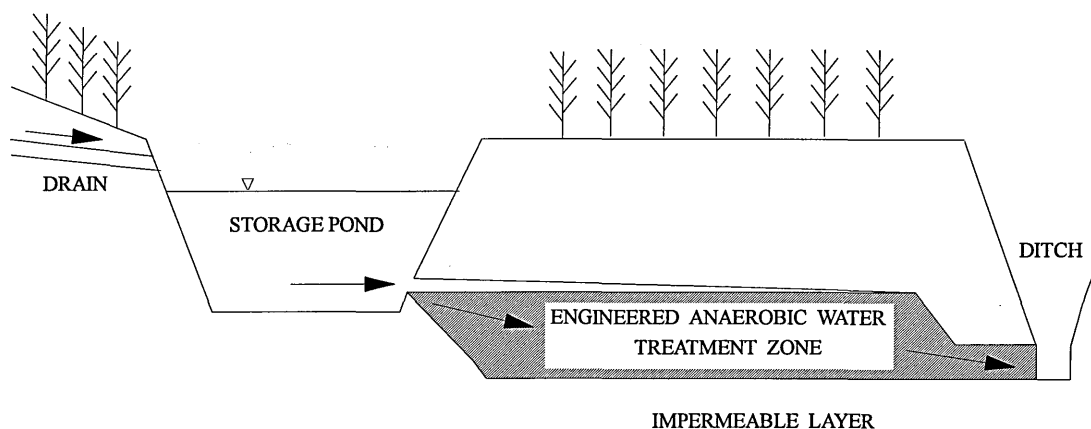 DRAIN
STORAGE POND
DITCH
ENGINEERED ANAEROBIC WATER
TREATMENT ZONE
IMPERMEABLE LAYER